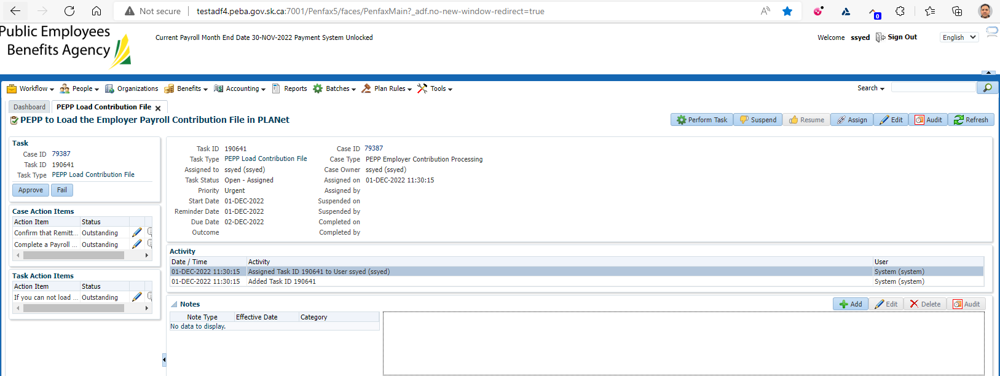 Not secure testadf4.peba.gov.sk.ca:7001/Penfax5/faces/PenfaxMain?_adf.no-new-window-redirect=true
0
Public Employees
Benefits Agency
Current Payroll Month End Date 30-NOV-2022 Payment System Unlocked
Welcome ssyed Sign Out English
Workflow People Organizations Benefits Accounting Reports Batches Plan Rules Tools Search
Dashboard PEPP Load Contribution File
PEPP to Load the Employer Payroll Contribution File in PLANet
Perform Task Suspend Resume Assign Edit Audit Refresh
Task
Case ID 79387
Task ID 190641
Task Type PEPP Load Contribution File
Approve Fail
Case Action Items
Action Item Status
Confirm that Remitt... Outstanding
Complete a Payroll ... Outstanding
Task Action Items
Action Item Status
If you can not load ... Outstanding
Task ID 190641 Case ID 79387
Task Type PEPP Load Contribution File Case Type PEPP Employer Contribution Processing
Assigned to ssyed (ssyed) Case Owner ssyed (ssyed)
Task Status Open - Assigned Assigned on 01-DEC-2022 11:30:15
Priority Urgent Assigned by
Start Date 01-DEC-2022 Suspended on
Reminder Date 01-DEC-2022 Suspended by
Due Date 02-DEC-2022 Completed on
Outcome Completed by
Activity
Date / Time Activity User
01-DEC-2022 11:30:15 Assigned Task ID 190641 to User ssyed (ssyed) System (system)
01-DEC-2022 11:30:15 Added Task ID 190641 System (system)
Notes Add Edit Delete Audit
Note Type Effective Date Category
No data to display.